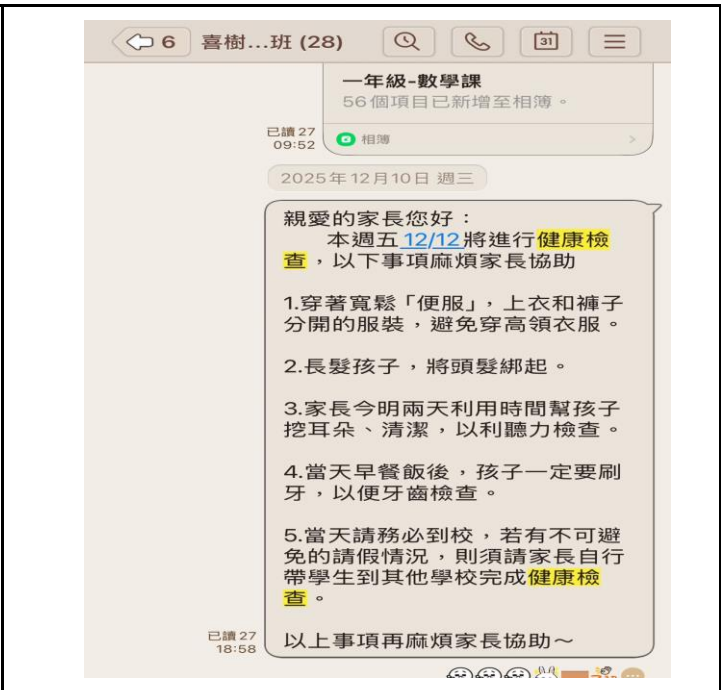 6 喜樹...班 (28)
31
一年級-數學課
56個項目已新增至相簿。
已讀 27
09:52
相簿
2025年12月10日 週三
親愛的家長您好：
本週五 12/12 將進行健康檢
查，以下事項麻煩家長協助
1.穿著寬鬆「便服」，上衣和褲子
分開的服裝，避免穿高領衣服。
2.長髮孩子，將頭髮綁起。
3.家長今明兩天利用時間幫孩子
挖耳朵、清潔，以利聽力檢查。
4.當天早餐飯後，孩子一定要刷
牙，以便牙齒檢查。
5.當天請務必到校，若有不可避
免的請假情況，則須請家長自行
帶學生到其他學校完成健康檢
查。
以上事項再麻煩家長協助～
已讀 27
18:58